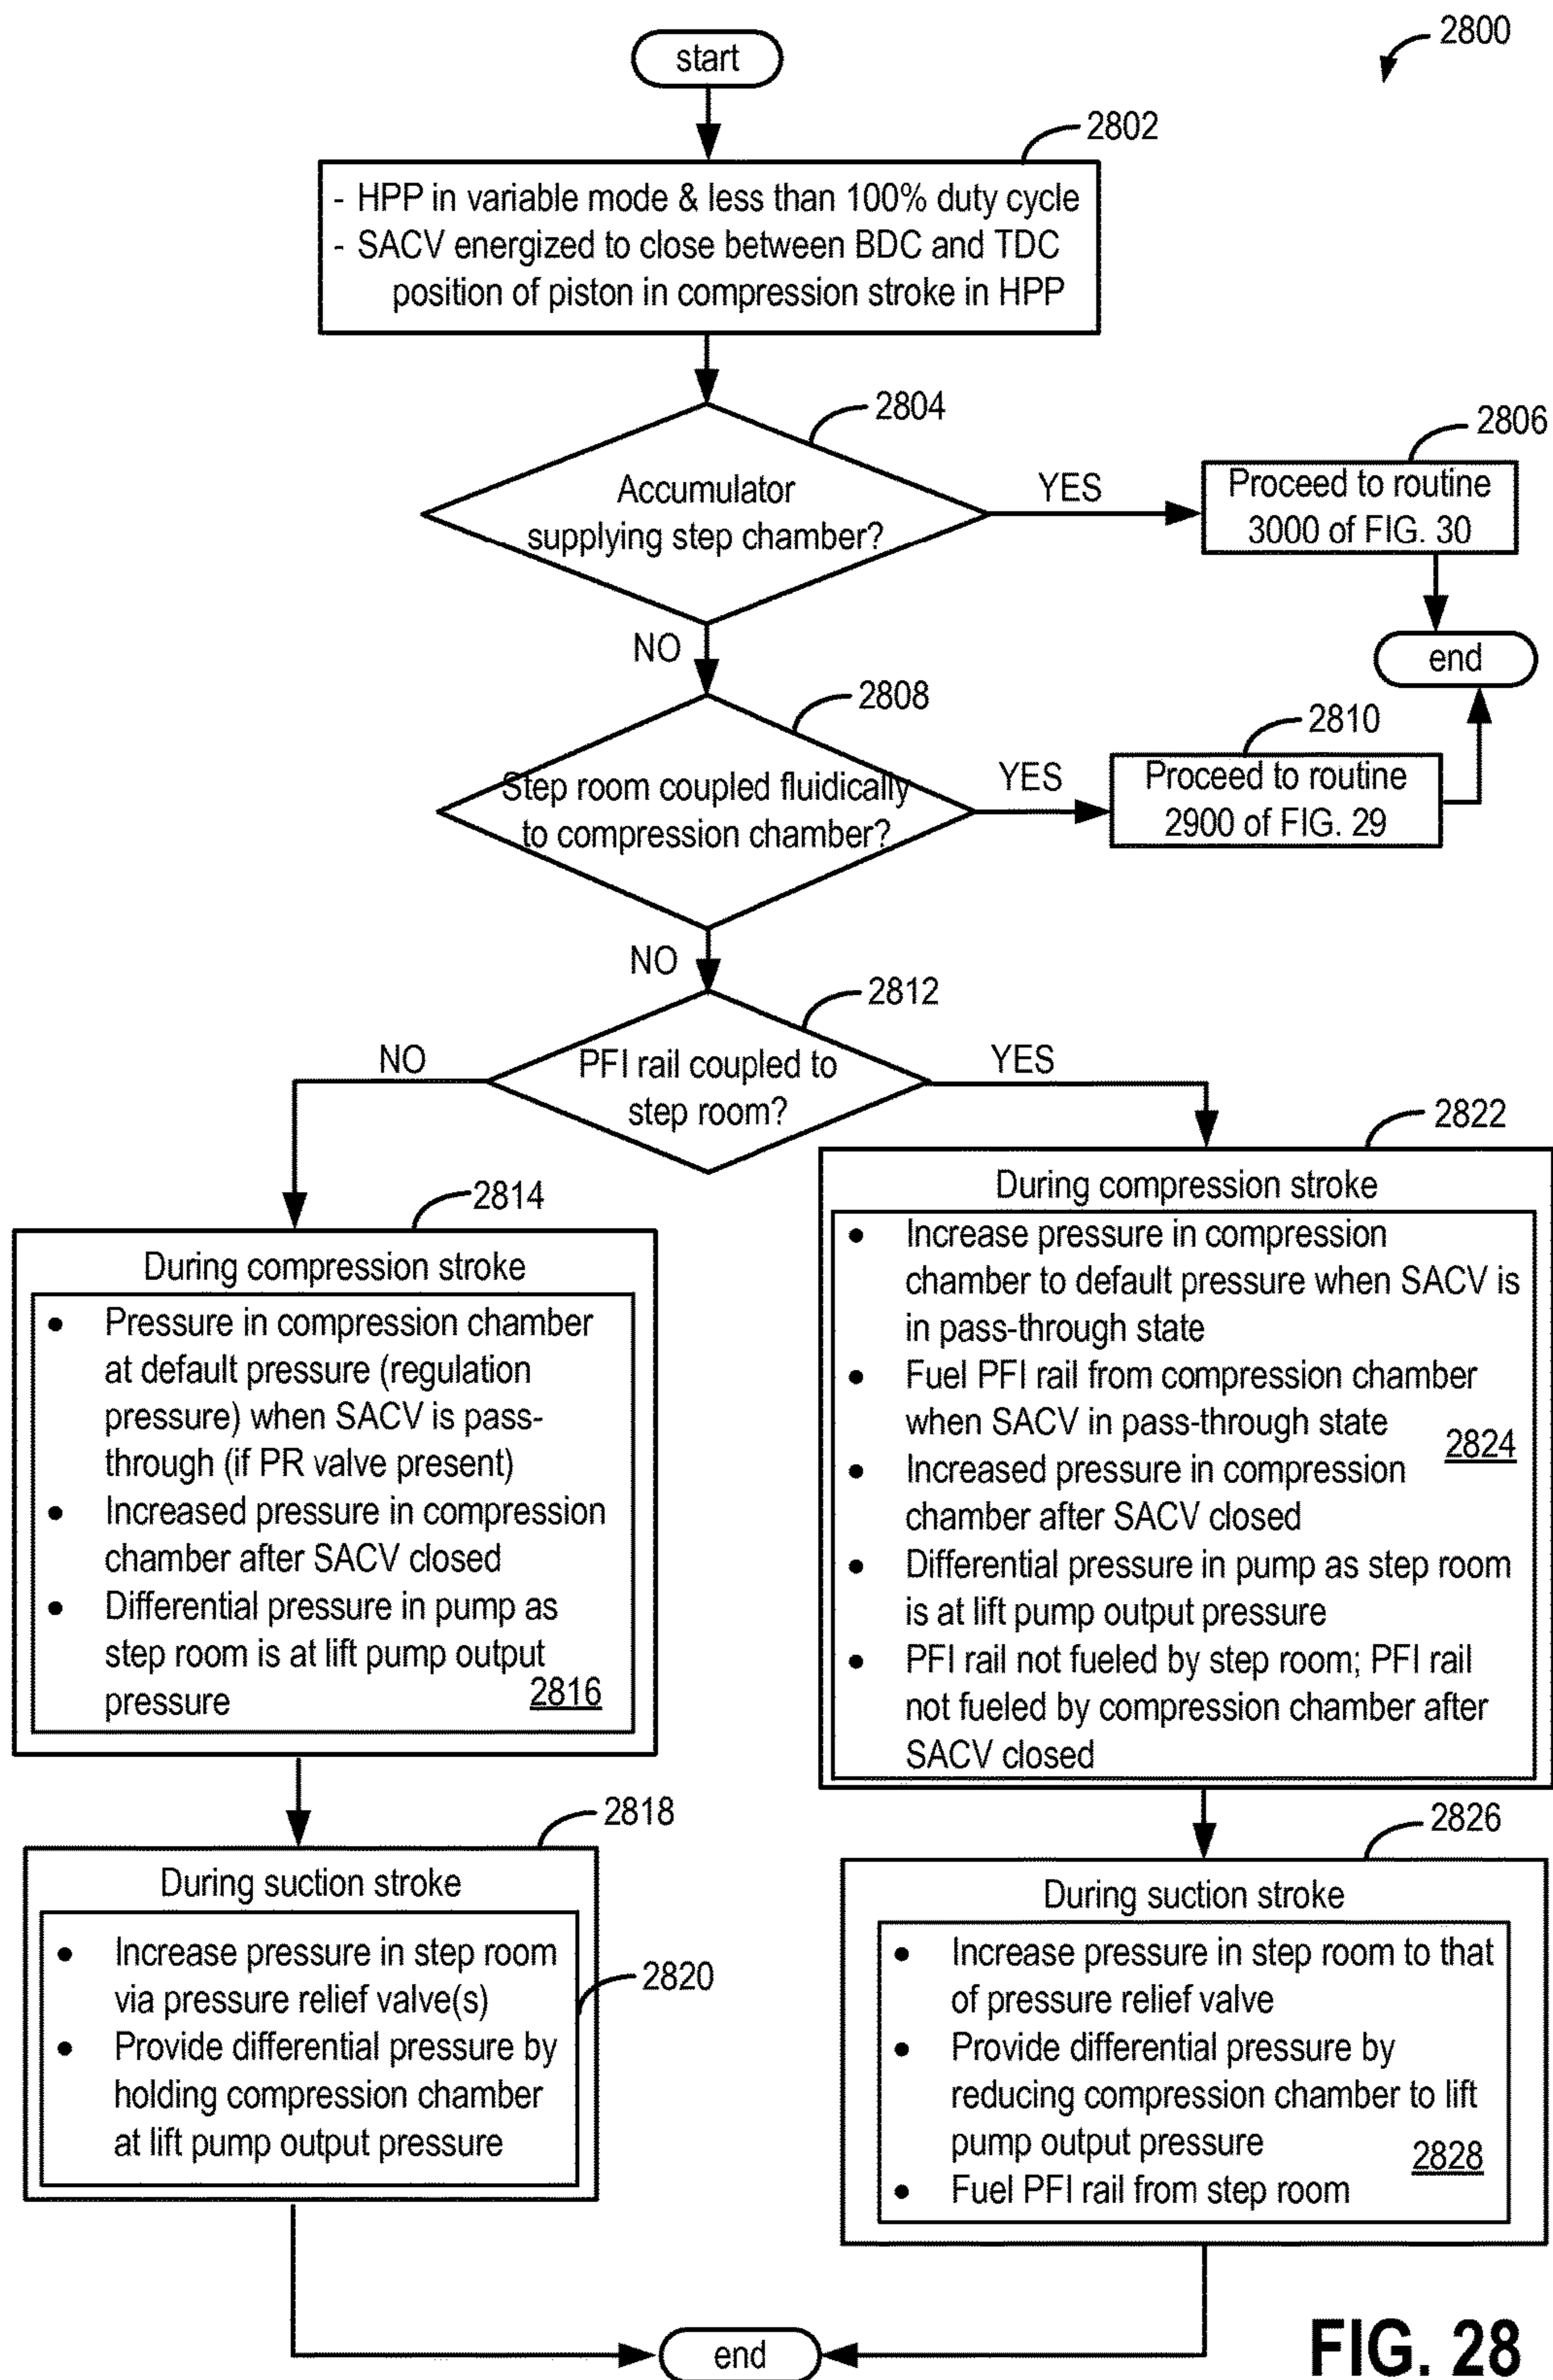 2800
start
2802
- HPP in variable mode & less than 100% duty cycle
- SACV energized to close between BDC and TDC
position of piston in compression stroke in HPP
2804
Accumulator
supplying step chamber?
YES
2806
Proceed to routine
3000 of FIG. 30
end
NO
2808
Step room coupled fluidically
to compression chamber?
YES
2810
Proceed to routine
2900 of FIG. 29
NO
2812
PFI rail coupled to
step room?
NO
YES
2814
During compression stroke
• Pressure in compression chamber
at default pressure (regulation
pressure) when SACV is pass-
through (if PR valve present)
• Increased pressure in compression
chamber after SACV closed
• Differential pressure in pump as
step room is at lift pump output
pressure
2816
2818
During suction stroke
• Increase pressure in step room
via pressure relief valve(s)
• Provide differential pressure by
holding compression chamber
at lift pump output pressure
2820
2822
During compression stroke
• Increase pressure in compression
chamber to default pressure when SACV is
in pass-through state
• Fuel PFI rail from compression chamber
when SACV in pass-through state
2824
• Increased pressure in compression
chamber after SACV closed
• Differential pressure in pump as step room
is at lift pump output pressure
• PFI rail not fueled by step room; PFI rail
not fueled by compression chamber after
SACV closed
2826
During suction stroke
• Increase pressure in step room to that
of pressure relief valve
• Provide differential pressure by
reducing compression chamber to lift
pump output pressure
2828
• Fuel PFI rail from step room
end
FIG. 28